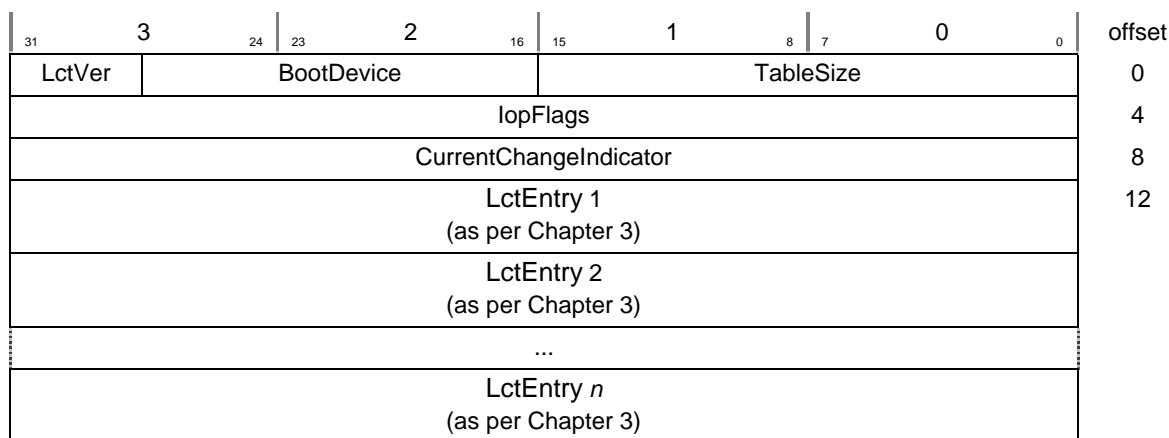 3 2 1 0 offset
31 24 23 16 15 8 7 0
LctVer BootDevice TableSize 0
IopFlags 4
CurrentChangeIndicator 8
LctEntry 1 12
(as per Chapter 3)
LctEntry 2
(as per Chapter 3)
...
LctEntry n
(as per Chapter 3)